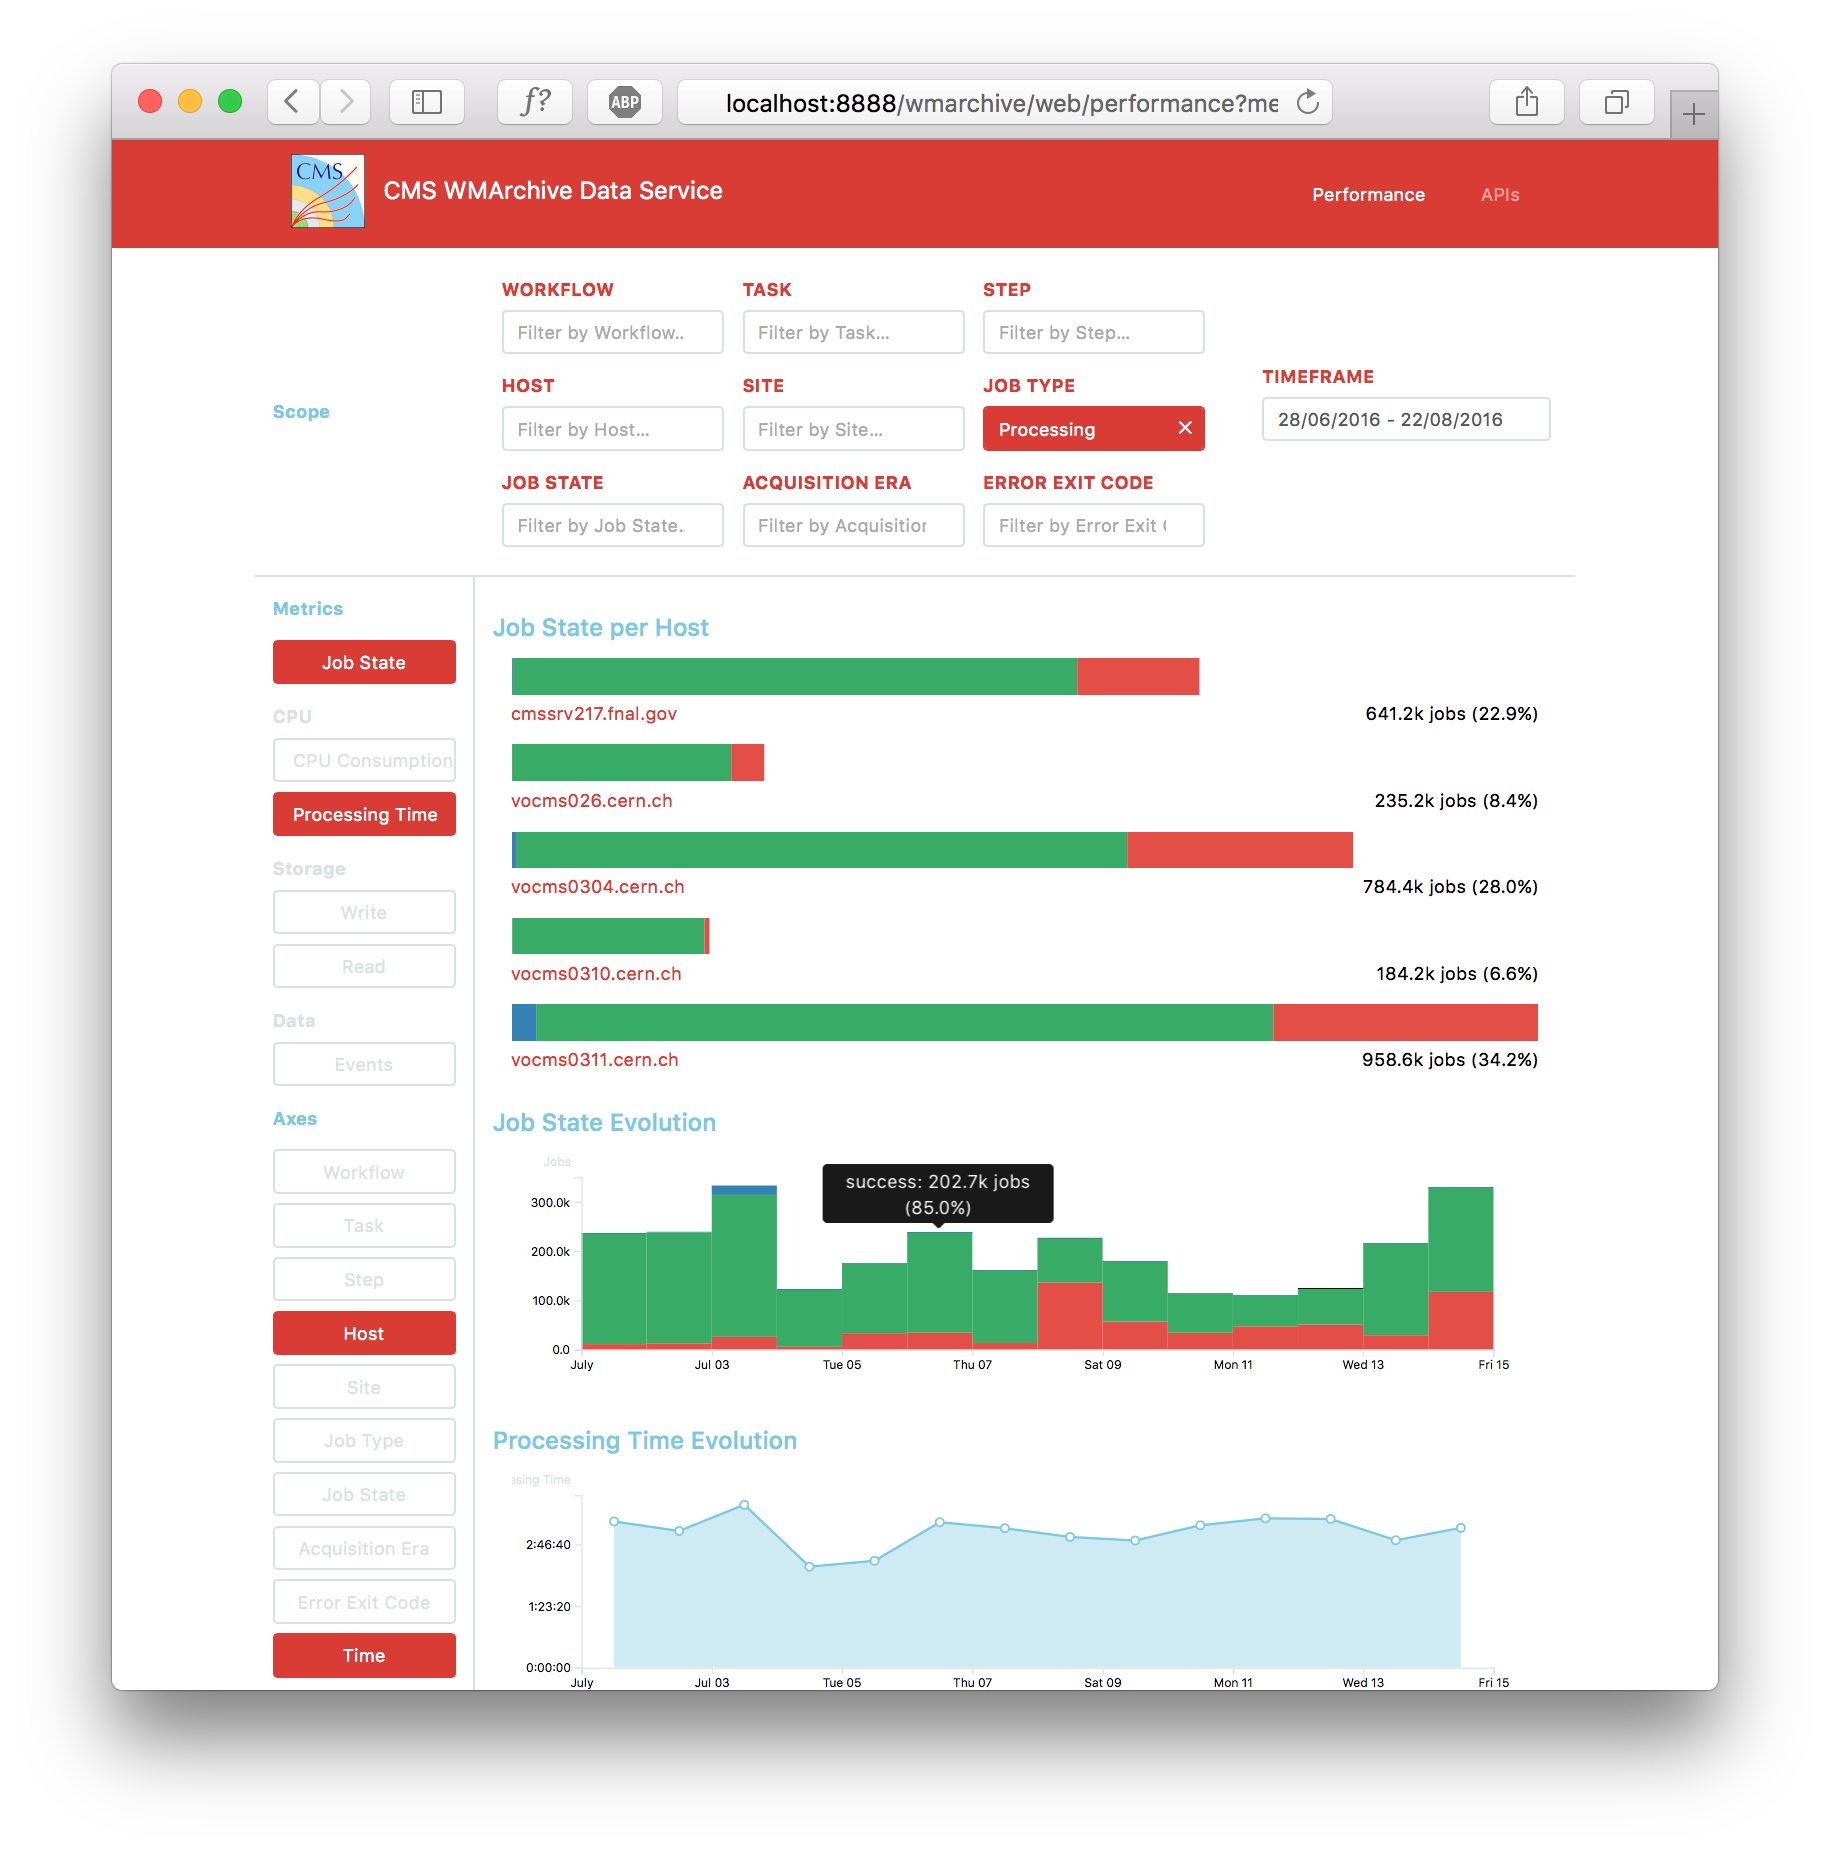 f?
ABP
localhost:8888/wmarchive/web/performance?me
CMS
CMS WMArchive Data Service
Performance
APIs
WORKFLOW
TASK
STEP
Filter by Workflow..
Filter by Task...
Filter by Step...
HOST
SITE
JOB TYPE
TIMEFRAME
Scope
Filter by Host...
Filter by Site...
Processing
28/06/2016 - 22/08/2016
JOB STATE
ACQUISITION ERA
ERROR EXIT CODE
Filter by Job State.
Filter by Acquisition
Filter by Error Exit
Metrics
Job State
CPU
CPU Consumption
Processing Time
Storage
Write
Read
Data
Events
Axes
Workflow
Task
Step
Host
Site
Job Type
Job State
Acquisition Era
Error Exit Code
Time
Job State per Host
cmssrv217.fnal.gov
641.2k jobs (22.9%)
vocms026.cern.ch
235.2k jobs (8.4%)
vocms0304.cern.ch
784.4k jobs (28.0%)
vocms0310.cern.ch
184.2k jobs (6.6%)
vocms0311.cern.ch
958.6k jobs (34.2%)
Job State Evolution
Jobs
success: 202.7k jobs
(85.0%)
300.0k
200.0k
100.0k
0.0
July
Jul 03
Tue 05
Thu 07
Sat 09
Mon 11
Wed 13
Fri 15
Processing Time Evolution
ssing Time
2:46:40
1:23:20
0:00:00
July
Jul 03
Tue 05
Thu 07
Sat 09
Mon 11
Wed 13
Fri 15